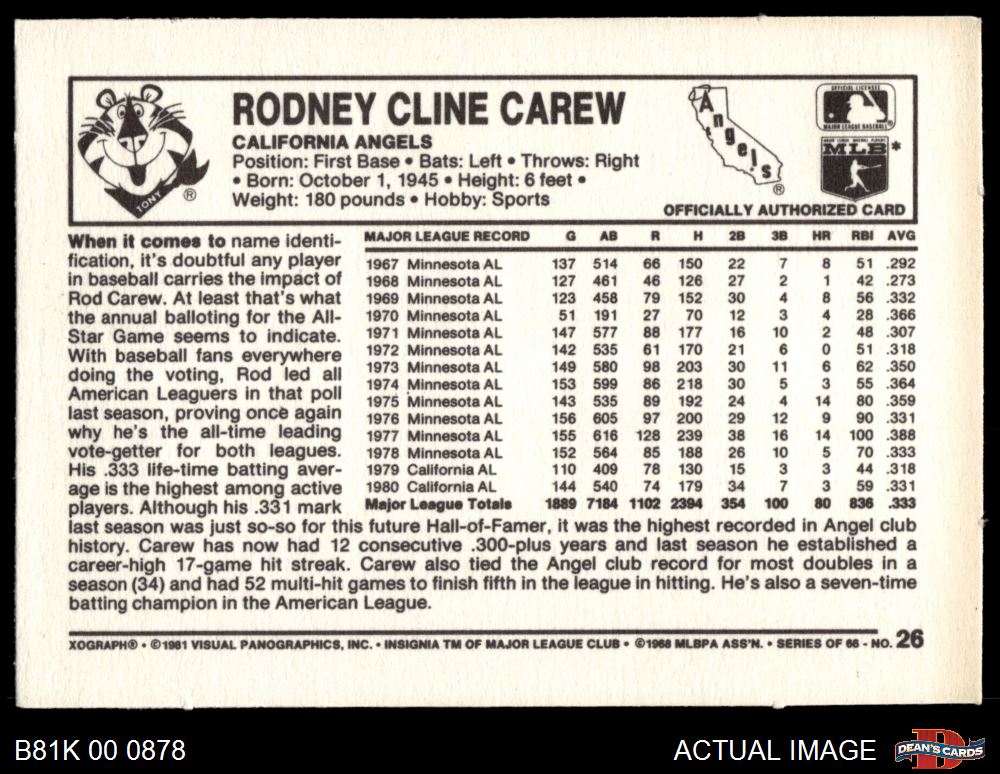 RODNEY CLINE CAREW
CALIFORNIA ANGELS
Position: First Base • Bats: Left • Throws: Right
• Born: October 1, 1945 • Height: 6 feet •
Weight: 180 pounds • Hobby: Sports
TONY ®
Angels ®
OFFICIAL LICENSEE
MAJOR LEAGUE BASEBALL
MLB *
OFFICIALLY AUTHORIZED CARD
When it comes to name identi-
fication, it's doubtful any player
in baseball carries the impact of
Rod Carew. At least that's what
the annual balloting for the All-
Star Game seems to indicate.
With baseball fans everywhere
doing the voting, Rod led all
American Leaguers in that poll
last season, proving once again
why he's the all-time leading
vote-getter for both leagues.
His .333 life-time batting aver-
age is the highest among active
players. Although his .331 mark
MAJOR LEAGUE RECORD G AB R H 2B 3B HR RBI AVG
1967 Minnesota AL 137 514 66 150 22 7 8 51 .292
1968 Minnesota AL 127 461 46 126 27 2 1 42 .273
1969 Minnesota AL 123 458 79 152 30 4 8 56 .332
1970 Minnesota AL 51 191 27 70 12 3 4 28 .366
1971 Minnesota AL 147 577 88 177 16 10 2 48 .307
1972 Minnesota AL 142 535 61 170 21 6 0 51 .318
1973 Minnesota AL 149 580 98 203 30 11 6 62 .350
1974 Minnesota AL 153 599 86 218 30 5 3 55 .364
1975 Minnesota AL 143 535 89 192 24 4 14 80 .359
1976 Minnesota AL 156 605 97 200 29 12 9 90 .331
1977 Minnesota AL 155 616 128 239 38 16 14 100 .388
1978 Minnesota AL 152 564 85 188 26 10 5 70 .333
1979 California AL 110 409 78 130 15 3 3 44 .318
1980 California AL 144 540 74 179 34 7 3 59 .331
Major League Totals 1889 7184 1102 2394 354 100 80 836 .333
last season was just so-so for this future Hall-of-Famer, it was the highest recorded in Angel club
history. Carew has now had 12 consecutive .300-plus years and last season he established a
career-high 17-game hit streak. Carew also tied the Angel club record for most doubles in a
season (34) and had 52 multi-hit games to finish fifth in the league in hitting. He's also a seven-time
batting champion in the American League.
XOGRAPH® • ©1981 VISUAL PANOGRAPHICS, INC. • INSIGNIA TM OF MAJOR LEAGUE CLUB • ©1968 MLBPA ASS'N. • SERIES OF 66 - NO. 26
B81K 00 0878
ACTUAL IMAGE
DEAN'S CARDS